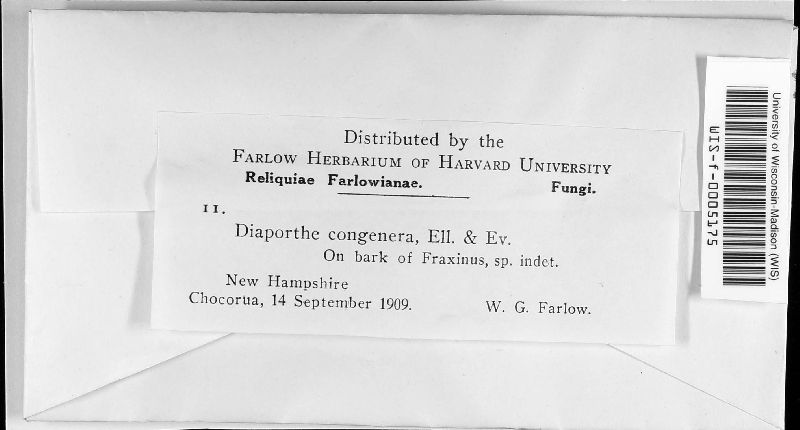 Distributed by the
FARLOW HERBARIUM OF HARVARD UNIVERSITY
Reliquiae Farlowianae. Fungi.
11.
Diaporthe congenera, Ell. & Ev.
On bark of Fraxinus, sp. indet.
New Hampshire
Chocorua, 14 September 1909. W. G. Farlow.
University of Wisconsin-Madison (WIS)
WIS-f-0005175